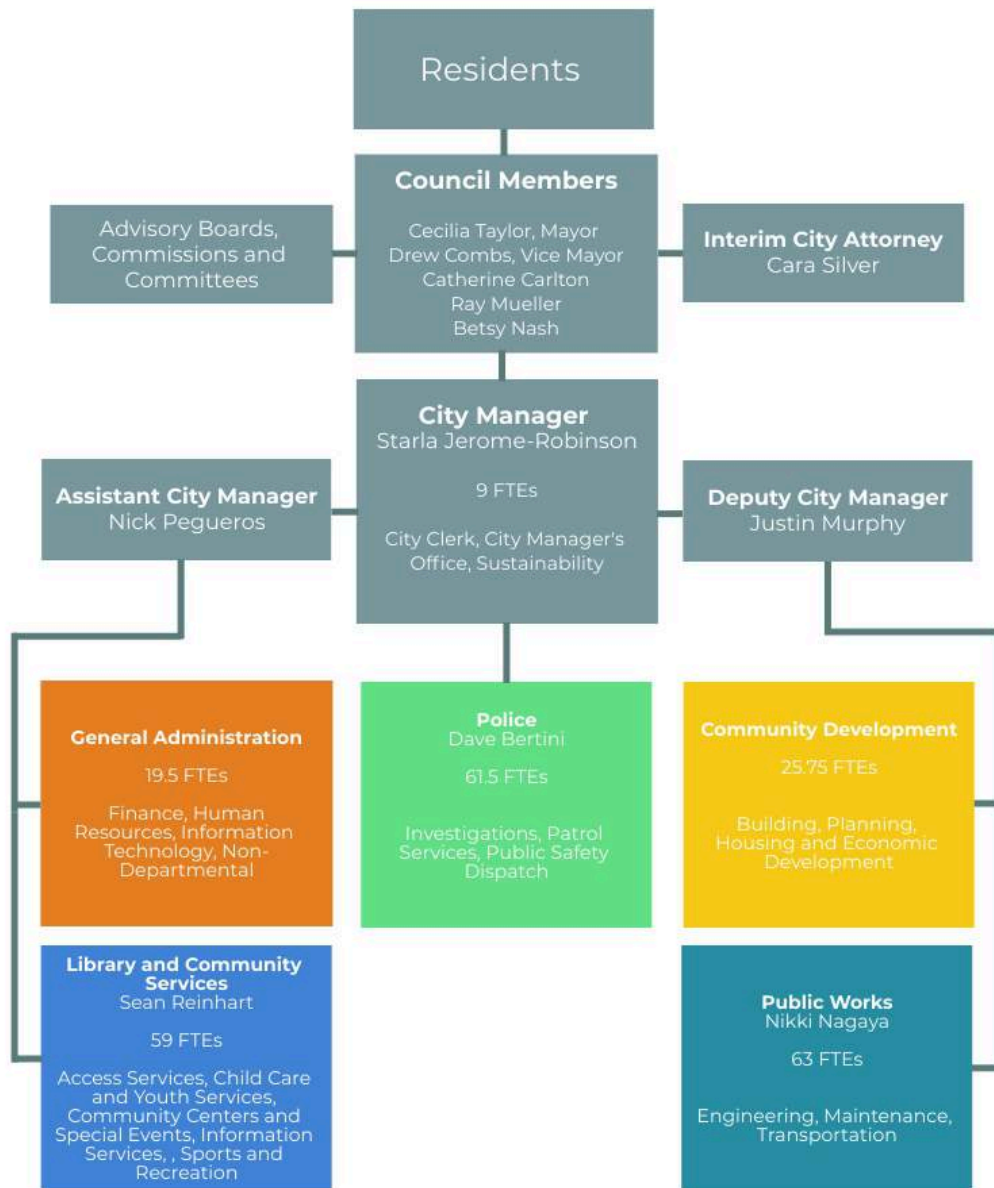 Residents
Council Members
Cecilia Taylor, Mayor
Drew Combs, Vice Mayor
Catherine Carlton
Ray Mueller
Betsy Nash
Advisory Boards,
Commissions and
Committees
Interim City Attorney
Cara Silver
City Manager
Starla Jerome-Robinson
9 FTEs
City Clerk, City Manager's
Office, Sustainability
Assistant City Manager
Nick Pegueros
Deputy City Manager
Justin Murphy
General Administration
19.5 FTEs
Finance, Human
Resources, Information
Technology, Non-
Departmental
Police
Dave Bertini
61.5 FTEs
Investigations, Patrol
Services, Public Safety
Dispatch
Community Development
25.75 FTEs
Building, Planning,
Housing and Economic
Development
Library and Community
Services
Sean Reinhart
59 FTEs
Access Services, Child Care
and Youth Services,
Community Centers and
Special Events, Information
Services, , Sports and
Recreation
Public Works
Nikki Nagaya
63 FTEs
Engineering, Maintenance,
Transportation